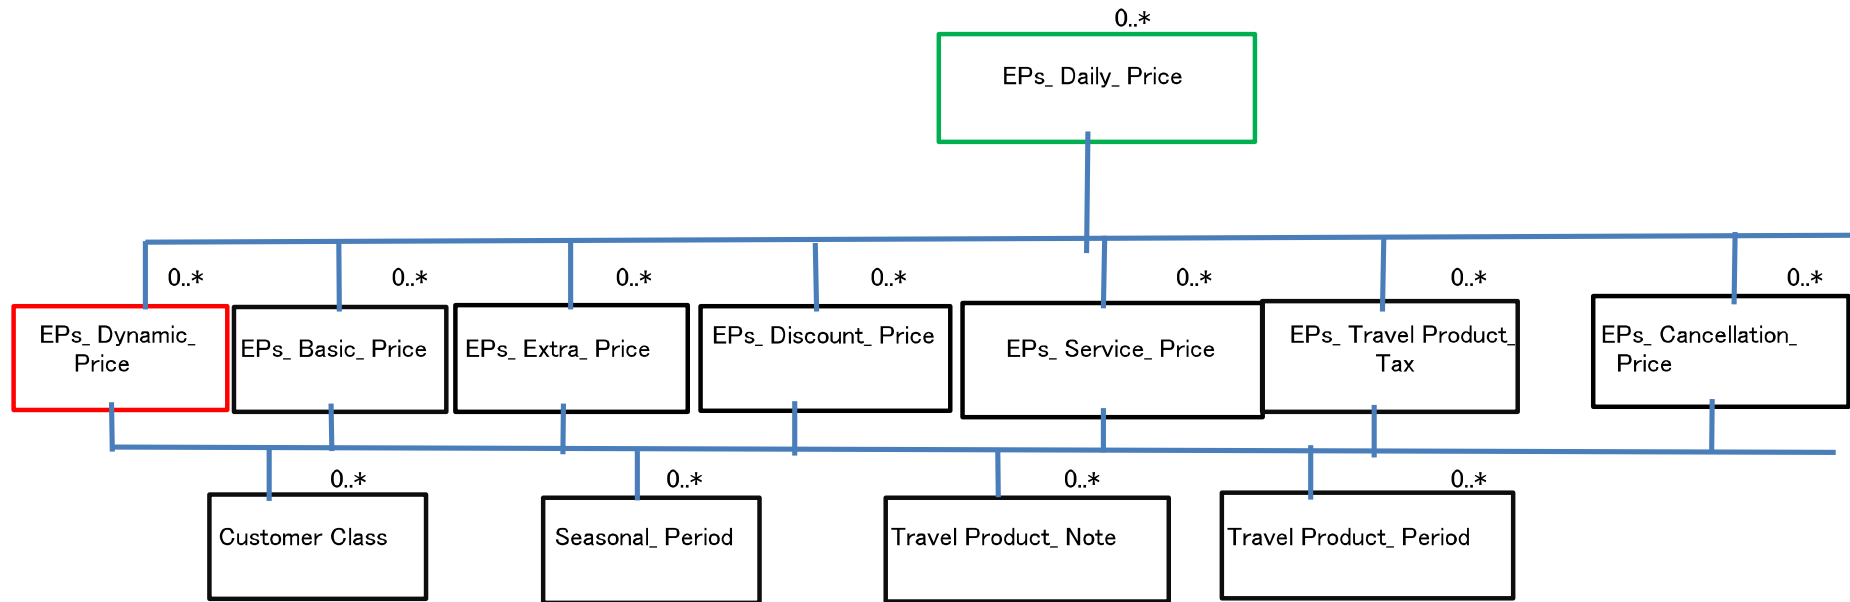 0..*
EPs_ Daily_ Price
0..* 0..* 0..* 0..* 0..* 0..* 0..*
EPs_ Dynamic_
Price
EPs_ Basic_ Price
EPs_ Extra_ Price
EPs_ Discount_ Price
EPs_ Service_ Price
EPs_ Travel Product_
Tax
EPs_ Cancellation_
Price
0..* 0..* 0..* 0..*
Customer Class
Seasonal_ Period
Travel Product_ Note
Travel Product_ Period